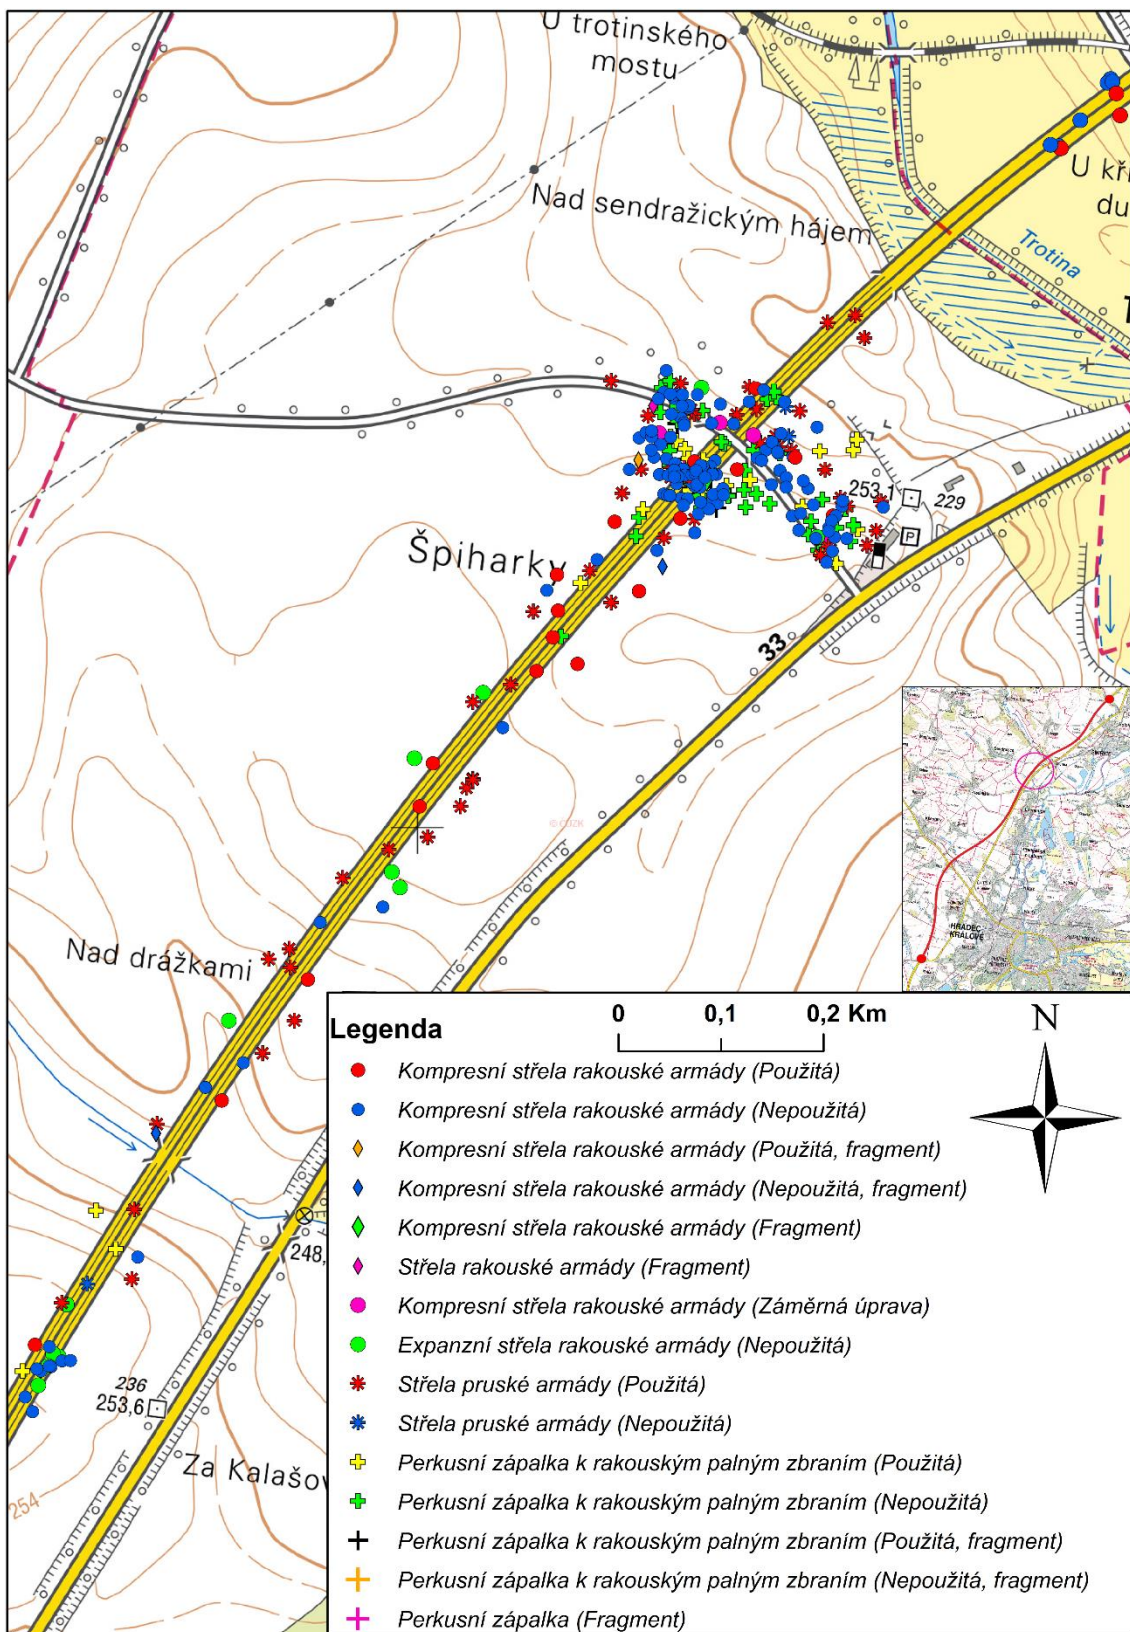 U trotinského
mostu
Nad sendražickým hájem
U kří
du
Trotina
T
253,1
229
P
Špiharky
33
© ČÚZK
HRADEC
KRÁLOVÉ
Nad drážkami
248,
236
253,6
Za Kalašov
254
Legenda
0 0,1 0,2 Km
N
Kompresní střela rakouské armády (Použitá)
Kompresní střela rakouské armády (Nepoužitá)
Kompresní střela rakouské armády (Použitá, fragment)
Kompresní střela rakouské armády (Nepoužitá, fragment)
Kompresní střela rakouské armády (Fragment)
Střela rakouské armády (Fragment)
Kompresní střela rakouské armády (Záměrná úprava)
Expanzní střela rakouské armády (Nepoužitá)
Střela pruské armády (Použitá)
Střela pruské armády (Nepoužitá)
Perkusní zápalka k rakouským palným zbraním (Použitá)
Perkusní zápalka k rakouským palným zbraním (Nepoužitá)
Perkusní zápalka k rakouským palným zbraním (Použitá, fragment)
Perkusní zápalka k rakouským palným zbraním (Nepoužitá, fragment)
Perkusní zápalka (Fragment)